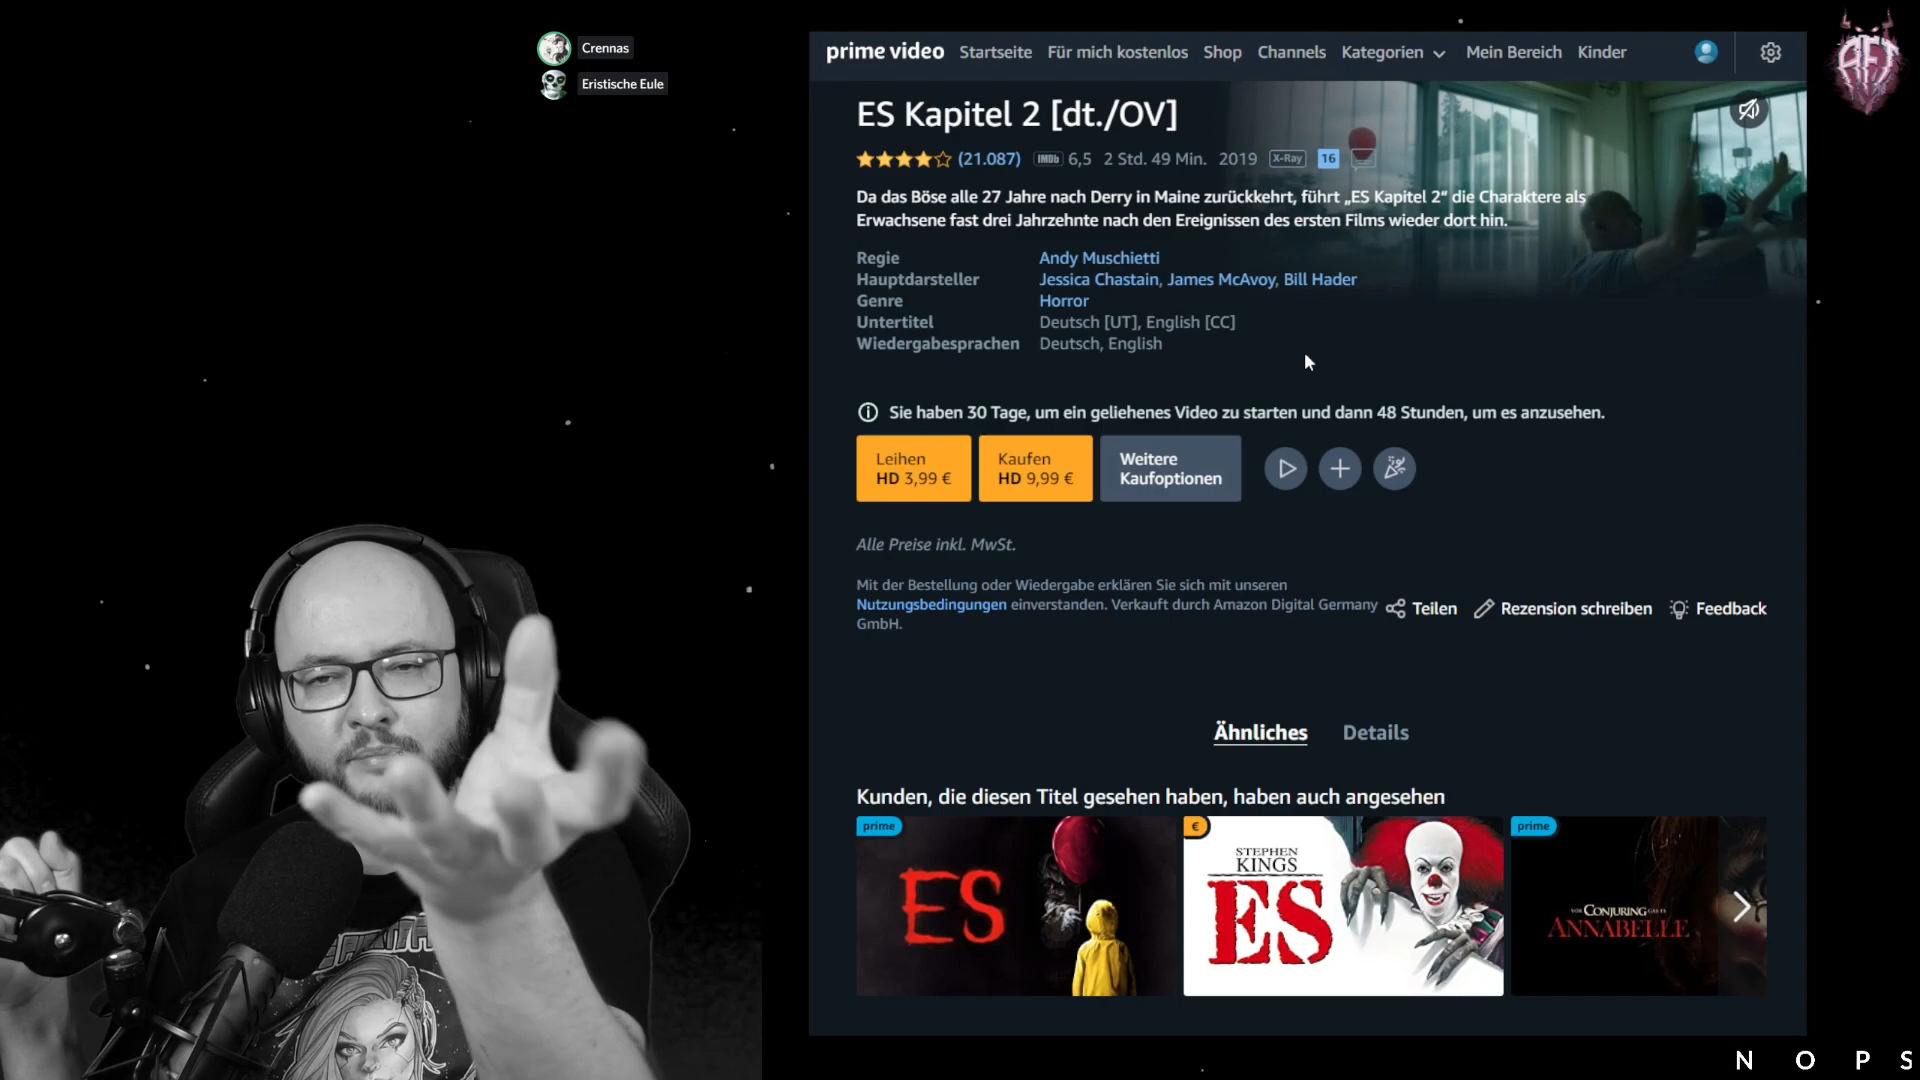 Crennas
Eristische Eule
prime video Startseite Für mich kostenlos Shop Channels Kategorien Mein Bereich Kinder
AFT
ES Kapitel 2 [dt./OV]
(21.087) IMDb 6,5 2 Std. 49 Min. 2019 X-Ray 16
Da das Böse alle 27 Jahre nach Derry in Maine zurückkehrt, führt „ES Kapitel 2“ die Charaktere als
Erwachsene fast drei Jahrzehnte nach den Ereignissen des ersten Films wieder dort hin.
Regie Andy Muschietti
Hauptdarsteller Jessica Chastain, James McAvoy, Bill Hader
Genre Horror
Untertitel Deutsch [UT], English [CC]
Wiedergabesprachen Deutsch, English
Sie haben 30 Tage, um ein geliehenes Video zu starten und dann 48 Stunden, um es anzusehen.
Leihen
HD 3,99 €
Kaufen
HD 9,99 €
Weitere
Kaufoptionen
Alle Preise inkl. MwSt.
Mit der Bestellung oder Wiedergabe erklären Sie sich mit unseren
Nutzungsbedingungen einverstanden. Verkauft durch Amazon Digital Germany
GmbH.
Teilen Rezension schreiben Feedback
Ähnliches Details
Kunden, die diesen Titel gesehen haben, haben auch angesehen
prime
ES
€
STEPHEN
KINGS
ES
prime
CONJURING
ANNABELLE
N O P S